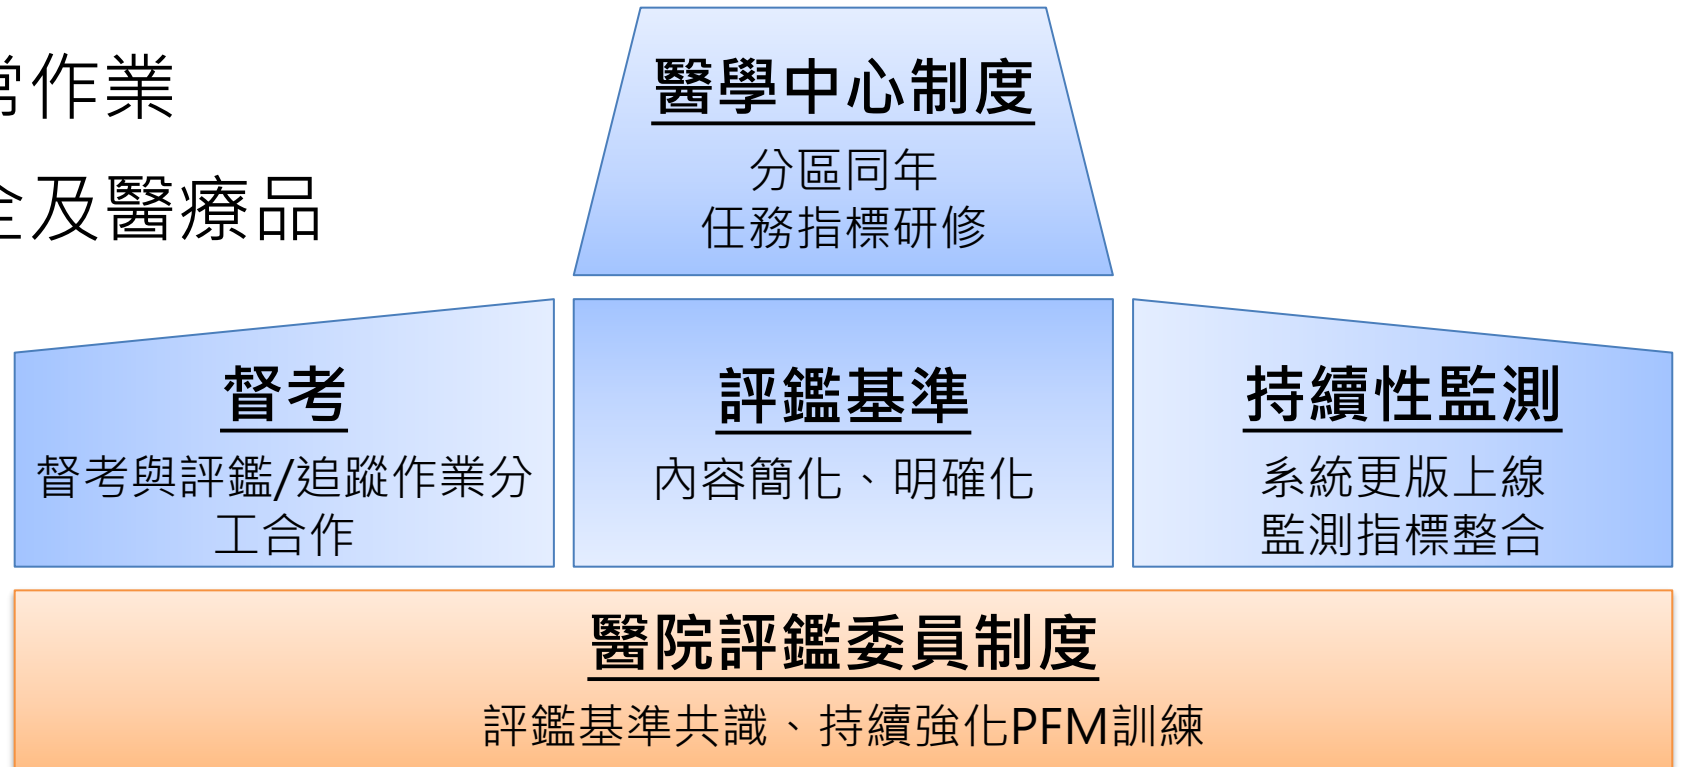 常作業
全及醫療品
醫學中心制度
分區同年
任務指標研修
督考
督考與評鑑/追蹤作業分
工合作
評鑑基準
內容簡化、明確化
持續性監測
系統更版上線
監測指標整合
醫院評鑑委員制度
評鑑基準共識、持續強化PFM訓練